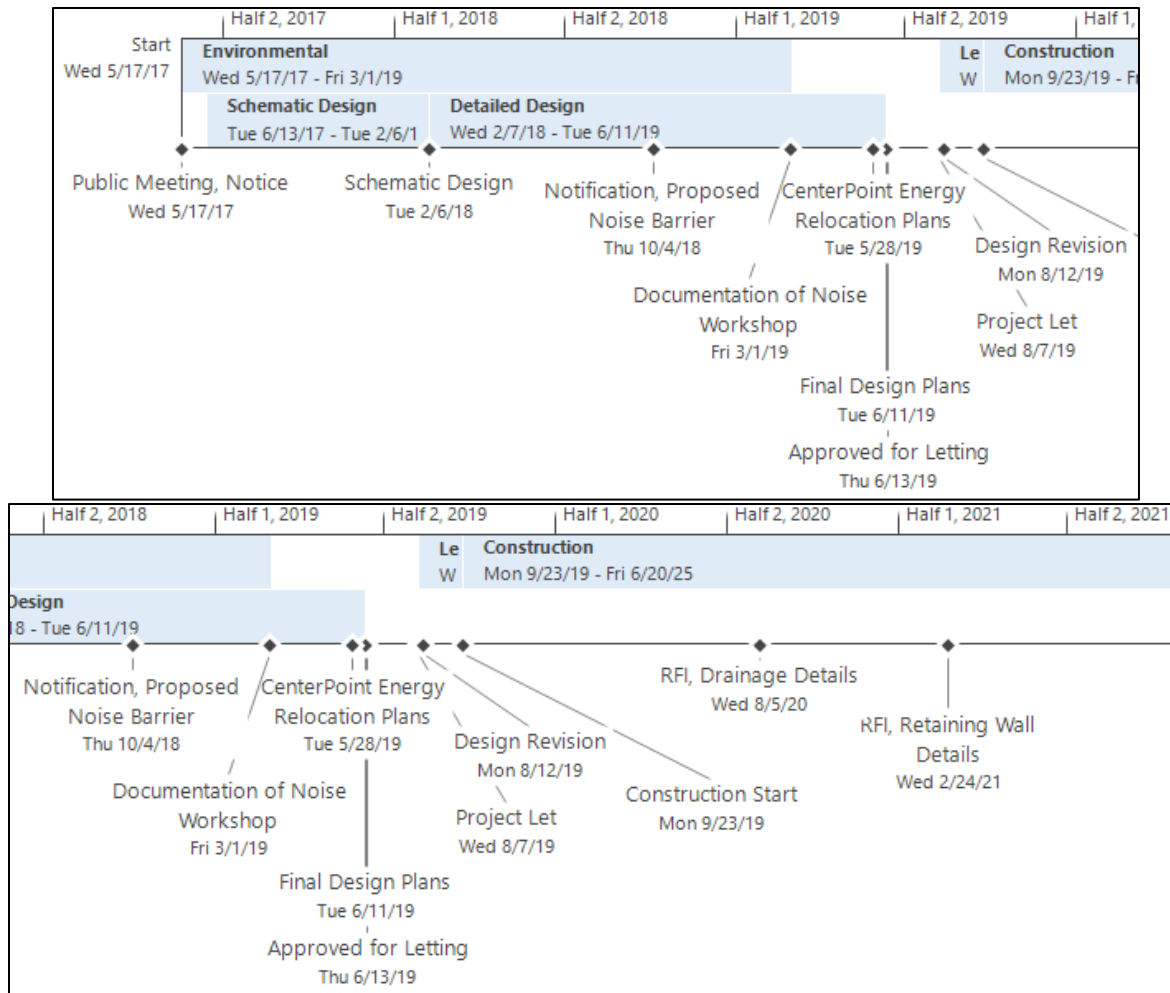 Half 2, 2017 Half 1, 2018 Half 2, 2018 Half 1, 2019 Half 2, 2019 Half 1,
Start
Wed 5/17/17
Environmental
Wed 5/17/17 - Fri 3/1/19
Le
W
Construction
Mon 9/23/19 - Fr
Schematic Design
Tue 6/13/17 - Tue 2/6/1
Detailed Design
Wed 2/7/18 - Tue 6/11/19
Public Meeting, Notice
Wed 5/17/17
Schematic Design
Tue 2/6/18
Notification, Proposed
Noise Barrier
Thu 10/4/18
CenterPoint Energy
Relocation Plans
Tue 5/28/19
Design Revision
Mon 8/12/19
Documentation of Noise
Workshop
Fri 3/1/19
Project Let
Wed 8/7/19
Final Design Plans
Tue 6/11/19
Approved for Letting
Thu 6/13/19
Half 2, 2018 Half 1, 2019 Half 2, 2019 Half 1, 2020 Half 2, 2020 Half 1, 2021 Half 2, 2021
Le
W
Construction
Mon 9/23/19 - Fri 6/20/25
Design
18 - Tue 6/11/19
Notification, Proposed
Noise Barrier
Thu 10/4/18
CenterPoint Energy
Relocation Plans
Tue 5/28/19
RFI, Drainage Details
Wed 8/5/20
RFI, Retaining Wall
Details
Wed 2/24/21
Design Revision
Mon 8/12/19
Documentation of Noise
Workshop
Fri 3/1/19
Construction Start
Mon 9/23/19
Project Let
Wed 8/7/19
Final Design Plans
Tue 6/11/19
Approved for Letting
Thu 6/13/19